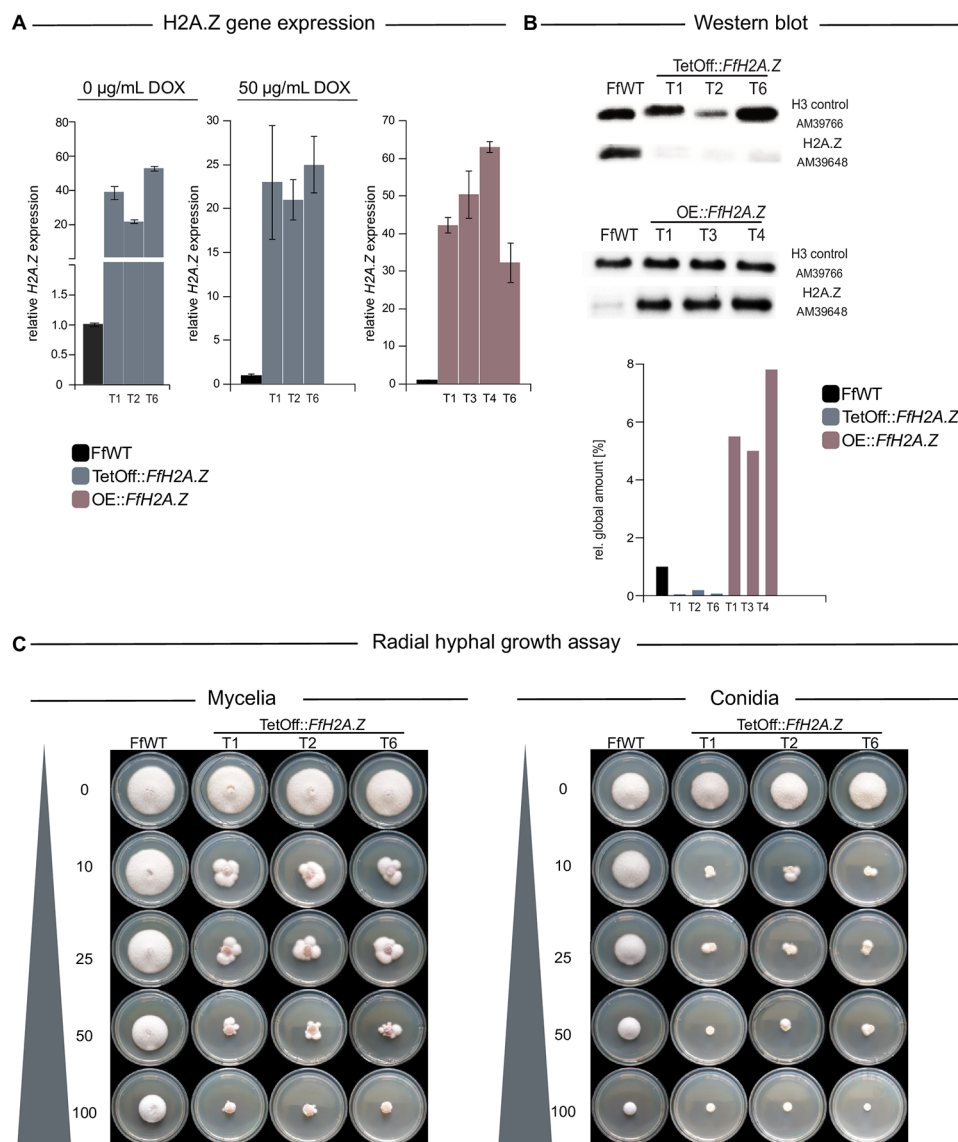 A H2A.Z gene expression
0 µg/mL DOX
50 µg/mL DOX
relative H2A.Z expression
80
60
40
20
1.5
1.0
0.5
0
T1 T2 T6
relative H2A.Z expression
30
25
20
15
10
5
0
T1 T2 T6
relative H2A.Z expression
70
60
50
40
30
20
10
0
T1 T3 T4 T6
FfWT
TetOff::FfH2A.Z
OE::FfH2A.Z
B Western blot
TetOff::FfH2A.Z
FfWT T1 T2 T6
H3 control
AM39766
H2A.Z
AM39648
OE::FfH2A.Z
FfWT T1 T3 T4
H3 control
AM39766
H2A.Z
AM39648
rel. global amount [%]
8
6
4
2
0
T1 T2 T6 T1 T3 T4
FfWT
TetOff::FfH2A.Z
OE::FfH2A.Z
C Radial hyphal growth assay
Mycelia
TetOff::FfH2A.Z
FfWT T1 T2 T6
0
10
25
50
100
Conidia
TetOff::FfH2A.Z
FfWT T1 T2 T6
0
10
25
50
100